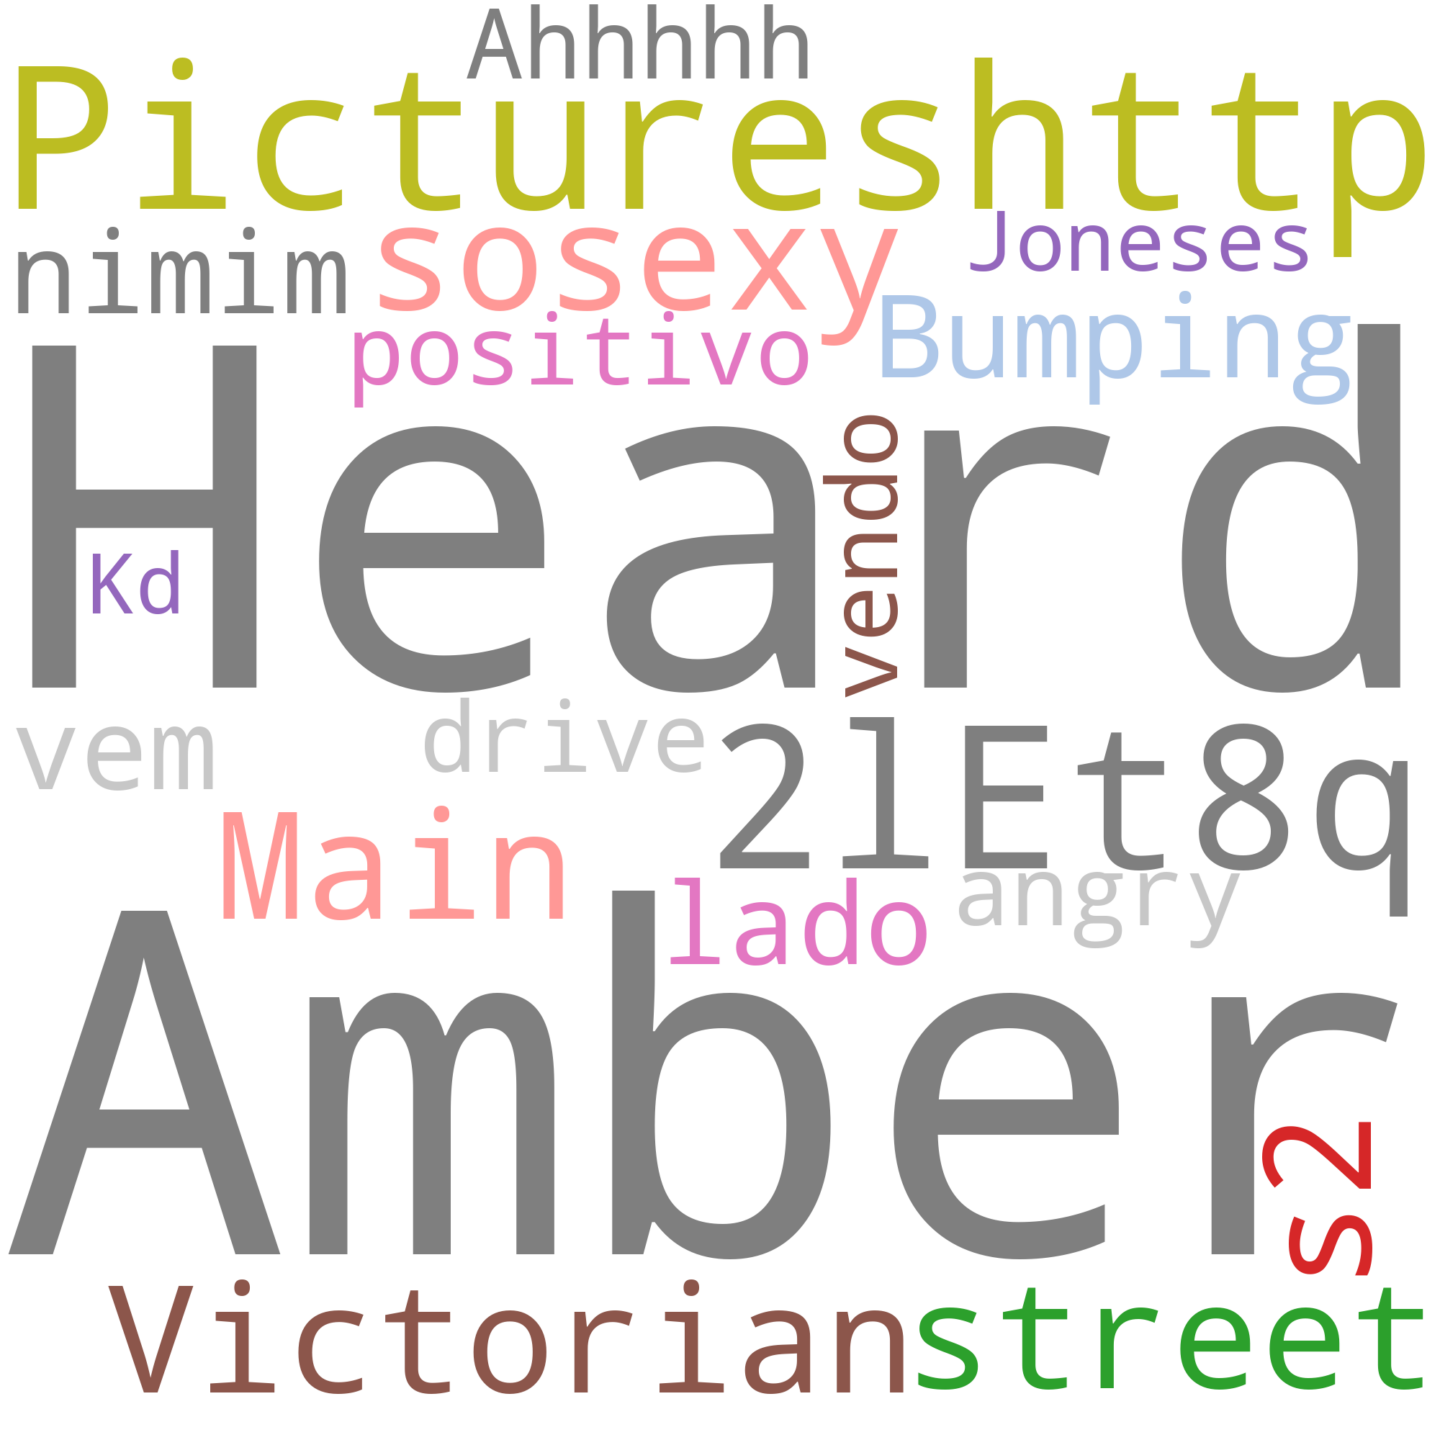 Ahhhhh
Pictureshttp
nimim sosexy Joneses
positivo Bumping
Heard
vendo
Kd
vem drive 2lEt8q
Main lado angry
Amber
s2
Victorian street